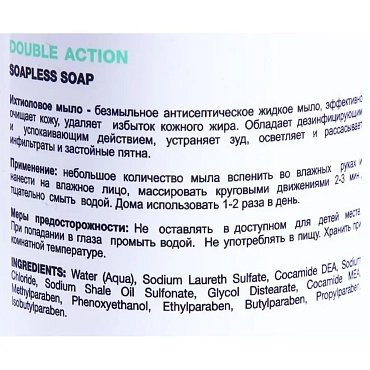 DOUBLE ACTION
SOAPLESS SOAP
Ихтиоловое мыло - безмыльное антисептическое жидкое мыло, эффективно
очищает кожу, удаляет избыток кожного жира. Обладает дезинфицирующим
и успокаивающим действием, устраняет зуд, осветляет и рассасывает
инфильтраты и застойные пятна.
Применение: небольшое количество мыла вспенить во влажных руках и
нанести на влажное лицо, массировать круговыми движениями 2-3 мин.,
тщательно смыть водой. Дома использовать 1-2 раза в день.
Меры предосторожности: Не оставлять в доступном для детей месте.
При попадании в глаза промыть водой. Не употреблять в пищу. Хранить при
комнатной температуре.
INGREDIENTS: Water (Aqua), Sodium Laureth Sulfate, Cocamide DEA, Sodium
Chloride, Sodium Shale Oil Sulfonate, Glycol Distearate, Cocamide MEA,
Methylparaben, Phenoxyethanol, Ethylparaben, Butylparaben, Propylparaben,
Isobutylparaben.